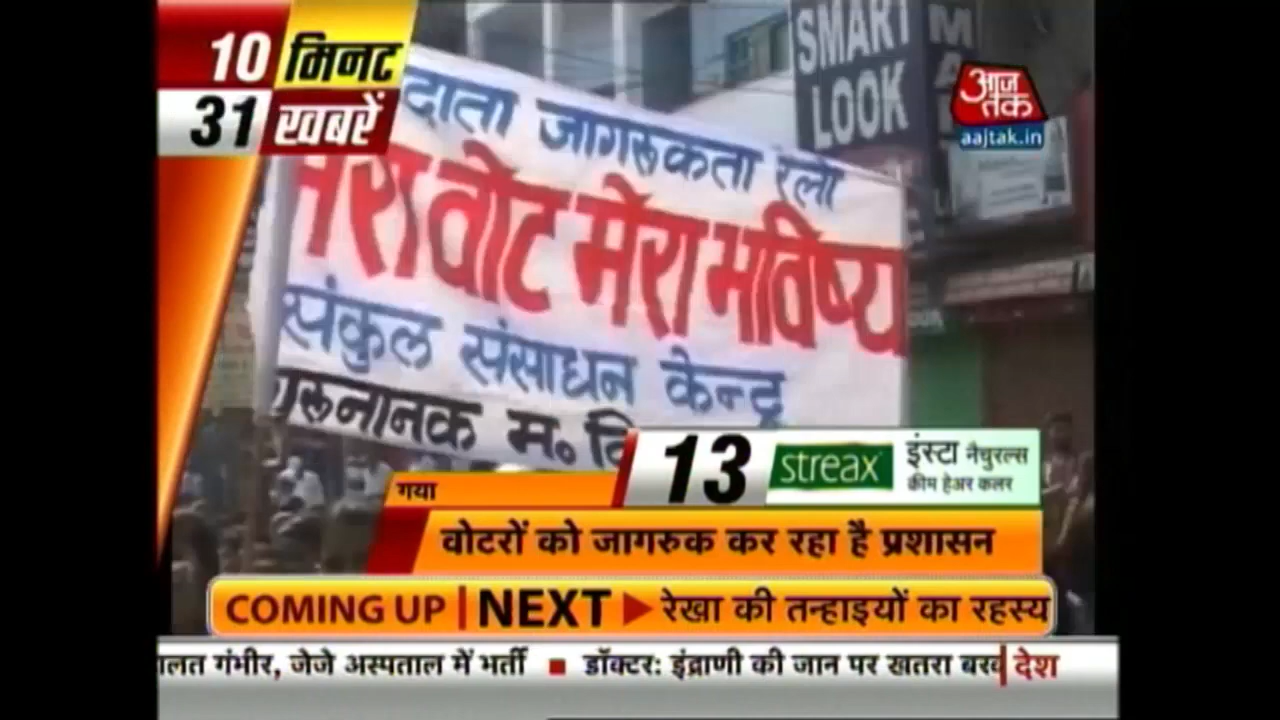 10 मिनट
31 खबरें
SMART LOOK
आज तक
aajtak.in
दाता जागरूकता रैली
मेरा वोट मेरा भविष्य
संकुल संसाधन केन्द्र
गुरूनानक म० वि
13
streax
इंस्टा नैचुरल्स
क्रीम हेअर कलर
गया
वोटरों को जागरुक कर रहा है प्रशासन
COMING UP | NEXT ▶ रेखा की तन्हाइयों का रहस्य
लत गंभीर, जेजे अस्पताल में भर्ती ■ डॉक्टर: इंद्राणी की जान पर खतरा देश